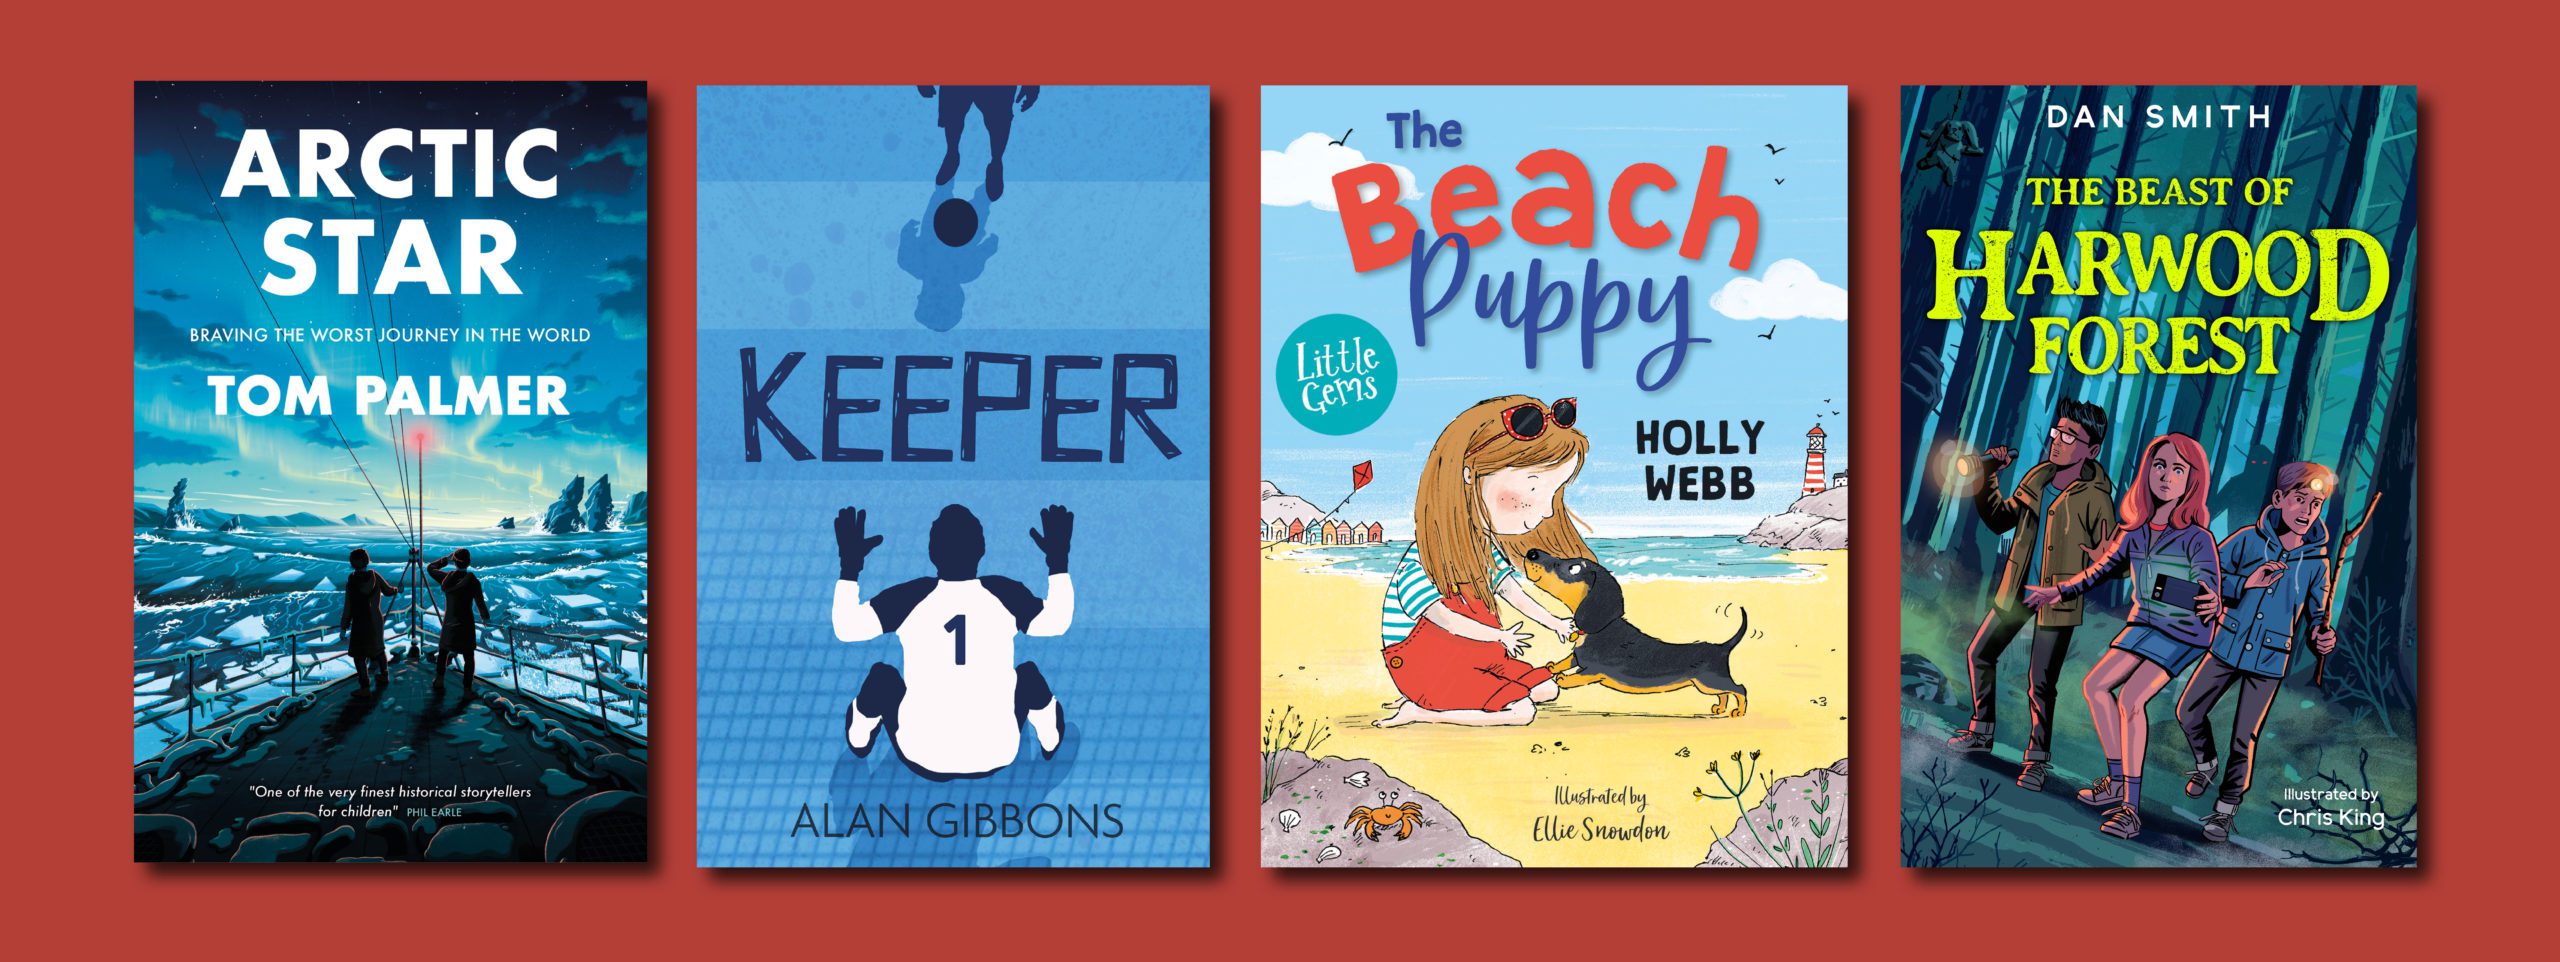 ARCTIC
STAR
BRAVING THE WORST JOURNEY IN THE WORLD
TOM PALMER
"One of the very finest historical storytellers
for children" PHIL EARLE
KEEPER
1
ALAN GIBBONS
The
Beach
Puppy
Little
Gems
HOLLY
WEBB
Illustrated by
Ellie Snowdon
DAN SMITH
THE BEAST OF
HARWOOD
FOREST
Illustrated by
Chris King